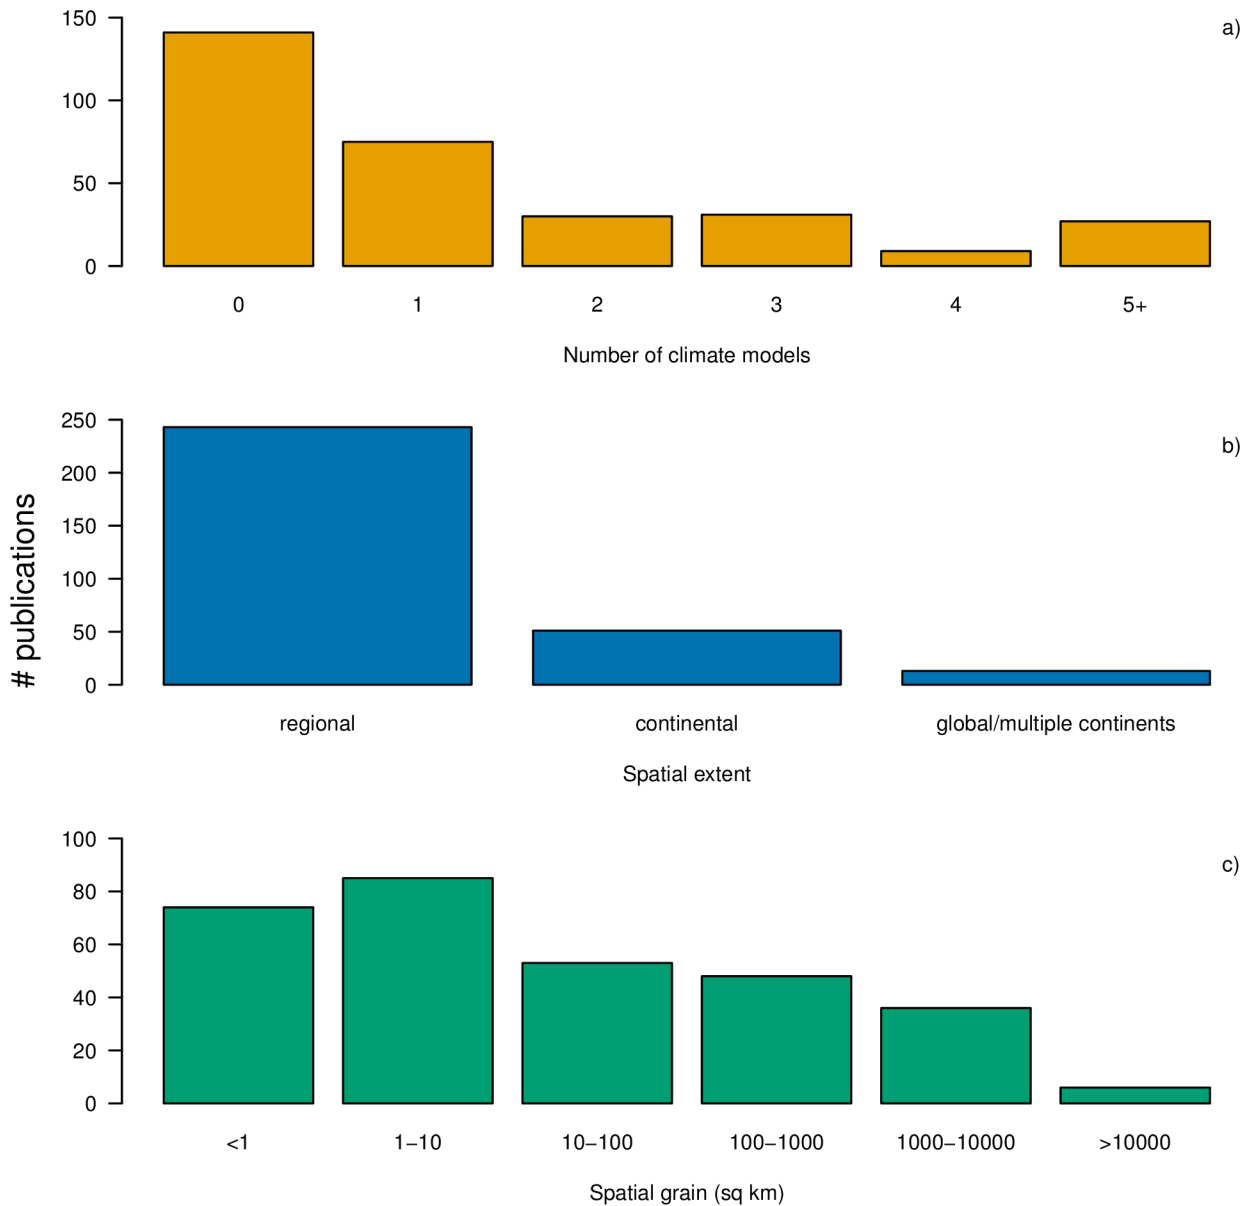 a)
150
100
50
0
0 1 2 3 4 5+
Number of climate models
# publications
b)
250
200
150
100
50
0
regional continental global/multiple continents
Spatial extent
c)
100
80
60
40
20
0
<1 1−10 10−100 100−1000 1000−10000 >10000
Spatial grain (sq km)